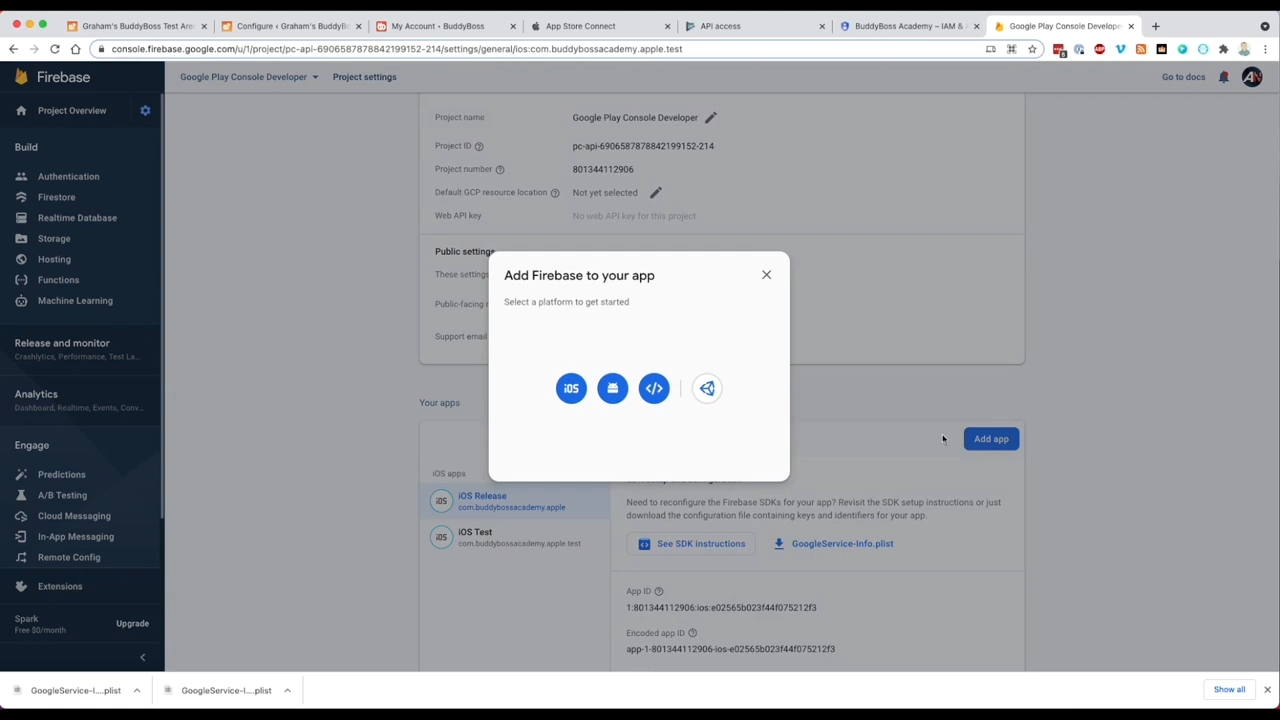 Graham's BuddyBoss Test Area
Configure ‹ Graham's BuddyBo
My Account - BuddyBoss
App Store Connect
API access
BuddyBoss Academy – IAM & A
Google Play Console Develope
console.firebase.google.com/u/1/project/pc-api-6906587878842199152-214/settings/general/ios:com.buddybossacademy.apple.test
Firebase
Google Play Console Developer
Project settings
Go to docs
Project Overview
Build
Authentication
Firestore
Realtime Database
Storage
Hosting
Functions
Machine Learning
Release and monitor
Crashlytics, Performance, Test La...
Analytics
Dashboard, Realtime, Events, Conv...
Engage
Predictions
A/B Testing
Cloud Messaging
In-App Messaging
Remote Config
Extensions
Spark
Free $0/month
Upgrade
Project name
Google Play Console Developer
Project ID
pc-api-6906587878842199152-214
Project number
801344112906
Default GCP resource location
Not yet selected
Web API key
No web API key for this project
Public settings
These settings
Public-facing
Support email
Add Firebase to your app
Select a platform to get started
iOS
Your apps
Add app
iOS apps
iOS Release
com.buddybossacademy.apple
iOS Test
com.buddybossacademy.apple.test
Need to reconfigure the Firebase SDKs for your app? Revisit the SDK setup instructions or just
download the configuration file containing keys and identifiers for your app.
See SDK instructions
GoogleService-Info.plist
App ID
1:801344112906:ios:e02565b023f44f075212f3
Encoded app ID
app-1-801344112906-ios-e02565b023f44f075212f3
GoogleService-I....plist
GoogleService-I....plist
Show all